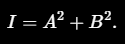 I = A² + B².